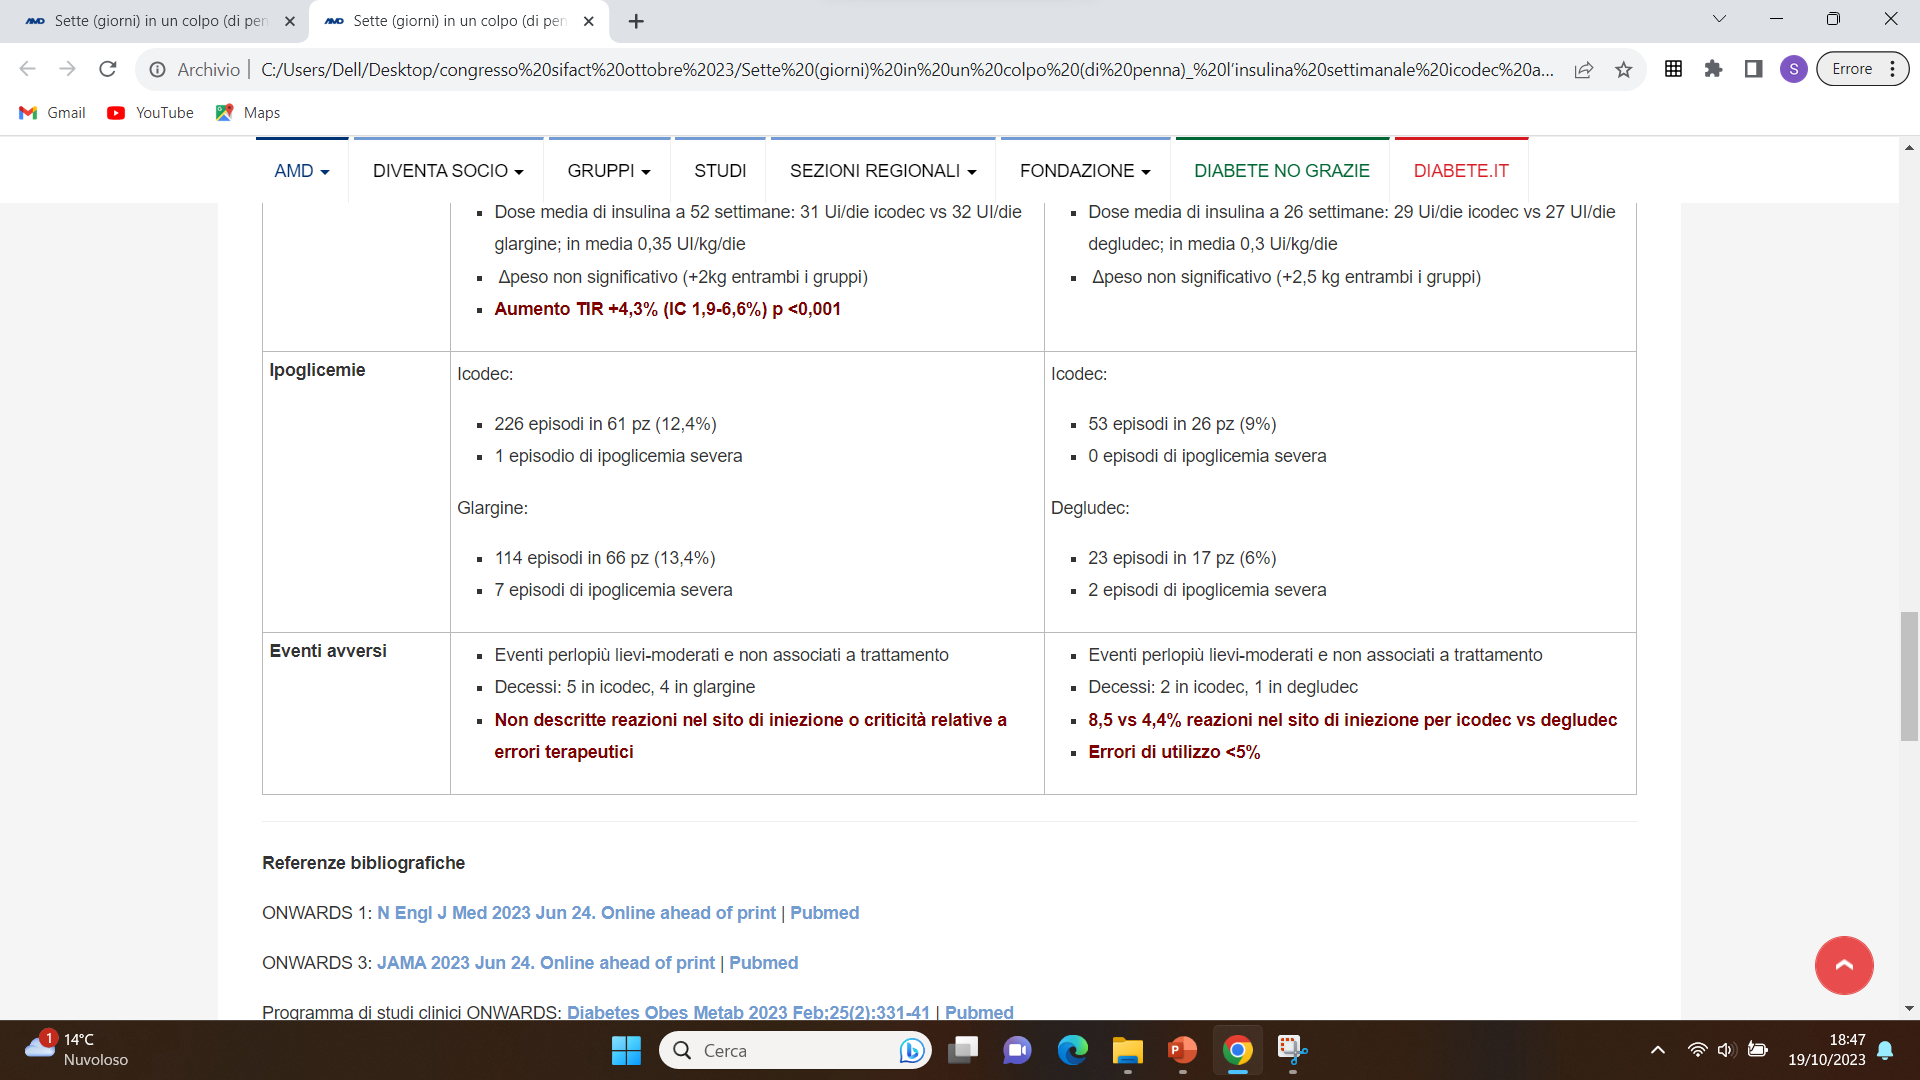 AMD Sette (giorni) in un colpo (di pen
AMD Sette (giorni) in un colpo (di pen
Archivio | C:/Users/Dell/Desktop/congresso%20sifact%20ottobre%202023/Sette%20(giorni)%20in%20un%20colpo%20(di%20penna)_%20l'insulina%20settimanale%20icodec%20a...
S
Errore
Gmail YouTube Maps
AMD DIVENTA SOCIO GRUPPI STUDI SEZIONI REGIONALI FONDAZIONE DIABETE NO GRAZIE DIABETE.IT
Dose media di insulina a 52 settimane: 31 Ui/die icodec vs 32 UI/die
glargine; in media 0,35 UI/kg/die
Δpeso non significativo (+2kg entrambi i gruppi)
Aumento TIR +4,3% (IC 1,9-6,6%) p <0,001
Dose media di insulina a 26 settimane: 29 Ui/die icodec vs 27 UI/die
degludec; in media 0,3 Ui/kg/die
Δpeso non significativo (+2,5 kg entrambi i gruppi)
Ipoglicemie
Icodec:
226 episodi in 61 pz (12,4%)
1 episodio di ipoglicemia severa
Glargine:
114 episodi in 66 pz (13,4%)
7 episodi di ipoglicemia severa
Icodec:
53 episodi in 26 pz (9%)
0 episodi di ipoglicemia severa
Degludec:
23 episodi in 17 pz (6%)
2 episodi di ipoglicemia severa
Eventi avversi
Eventi perlopiù lievi-moderati e non associati a trattamento
Decessi: 5 in icodec, 4 in glargine
Non descritte reazioni nel sito di iniezione o criticità relative a
errori terapeutici
Eventi perlopiù lievi-moderati e non associati a trattamento
Decessi: 2 in icodec, 1 in degludec
8,5 vs 4,4% reazioni nel sito di iniezione per icodec vs degludec
Errori di utilizzo <5%
Referenze bibliografiche
ONWARDS 1: N Engl J Med 2023 Jun 24. Online ahead of print | Pubmed
ONWARDS 3: JAMA 2023 Jun 24. Online ahead of print | Pubmed
Programma di studi clinici ONWARDS: Diabetes Obes Metab 2023 Feb;25(2):331-41 | Pubmed
1
14°C
Nuvoloso
Cerca
P
18:47
19/10/2023